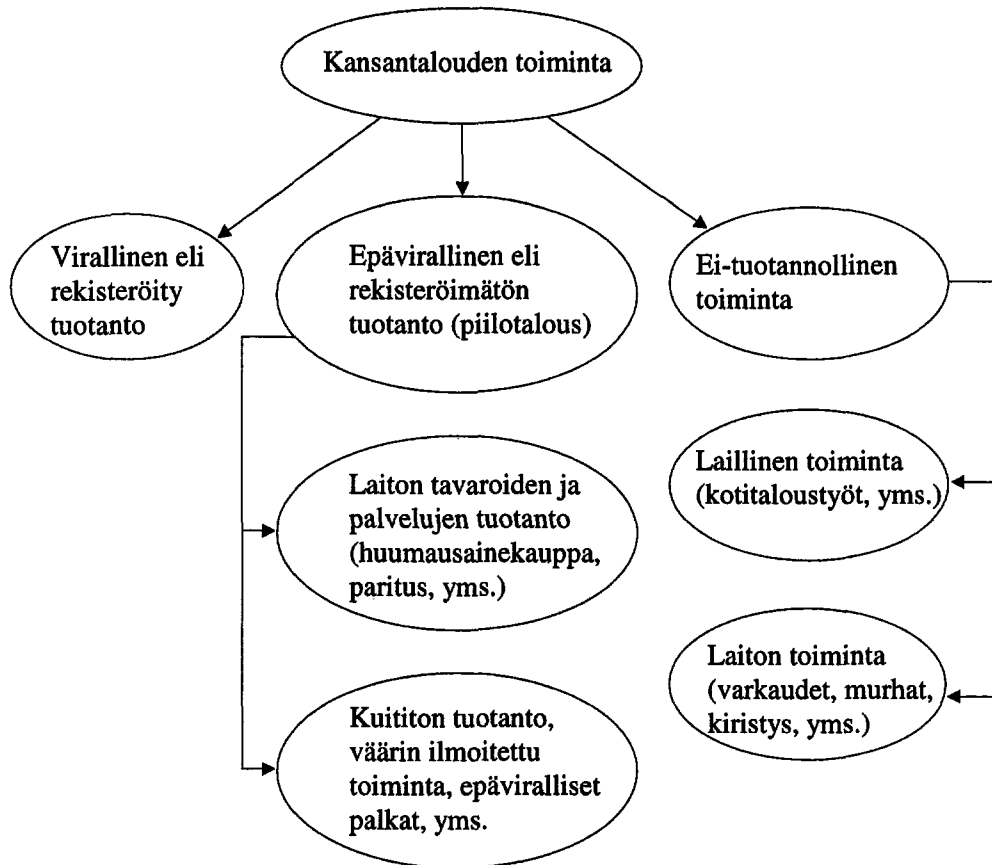 Kansantalouden toiminta
Virallinen eli
rekisteröity
tuotanto
Epävirallinen eli
rekisteröimätön
tuotanto (piilotalous)
Ei-tuotannollinen
toiminta
Laiton tavaroiden ja
palvelujen tuotanto
(huumausainekauppa,
paritus, yms.)
Laillinen toiminta
(kotitaloustyöt, yms.)
Laiton toiminta
(varkaudet, murhat,
kiristys, yms.)
Kuititon tuotanto,
väärin ilmoitettu
toiminta, epäviralliset
palkat, yms.